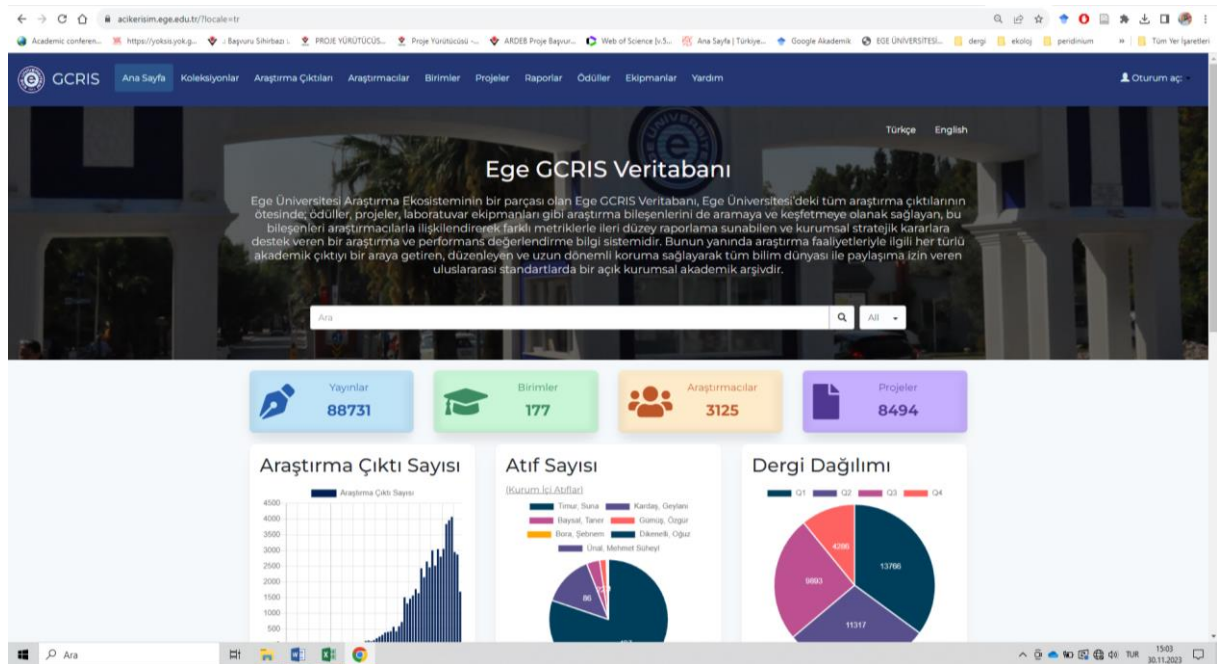 acikerisim.ege.edu.tr/?locale=tr
Academic conferen...
https://yoksis.yok.g...
.: Başvuru Sihirbazı :.
PROJE YÜRÜTÜCÜS...
Proje Yürütücüsü -...
ARDEB Proje Başvur...
Web of Science [v.5...
Ana Sayfa | Türkiye...
Google Akademik
EGE ÜNİVERSİTESİ...
dergi
ekoloj
peridinium
»
Tüm Yer İşaretleri
GCRIS
Ana Sayfa
Koleksiyonlar
Araştırma Çıktıları
Araştırmacılar
Birimler
Projeler
Raporlar
Ödüller
Ekipmanlar
Yardım
Oturum aç:
Türkçe English
Ege GCRIS Veritabanı
Ege Üniversitesi Araştırma Ekosisteminin bir parçası olan Ege GCRIS Veritabanı, Ege Üniversitesi'deki tüm araştırma çıktılarının
ötesinde; ödüller, projeler, laboratuvar ekipmanları gibi araştırma bileşenlerini de aramaya ve keşfetmeye olanak sağlayan, bu
bileşenleri araştırmacılarla ilişkilendirerek farklı metriklerle ileri düzey raporlama sunabilen ve kurumsal stratejik kararlara
destek veren bir araştırma ve performans değerlendirme bilgi sistemidir. Bunun yanında araştırma faaliyetleriyle ilgili her türlü
akademik çıktıyı bir araya getiren, düzenleyen ve uzun dönemli koruma sağlayarak tüm bilim dünyası ile paylaşıma izin veren
uluslararası standartlarda bir açık kurumsal akademik arşivdir.
Ara
All
Yayınlar
88731
Birimler
177
Araştırmacılar
3125
Projeler
8494
Araştırma Çıktı Sayısı
Araştırma Çıktı Sayısı
4500
4000
3500
3000
2500
2000
1500
1000
500
Atıf Sayısı
(Kurum İçi Atıflar)
Timur, Suna
Kardaş, Geylani
Baysal, Taner
Gümüş, Özgür
Bora, Şebnem
Dikenelli, Oğuz
Ünal, Mehmet Süheyl
86
Dergi Dağılımı
Q1 Q2 Q3 Q4
4286
13766
9893
11317
Ara
TUR
15:03
30.11.2023